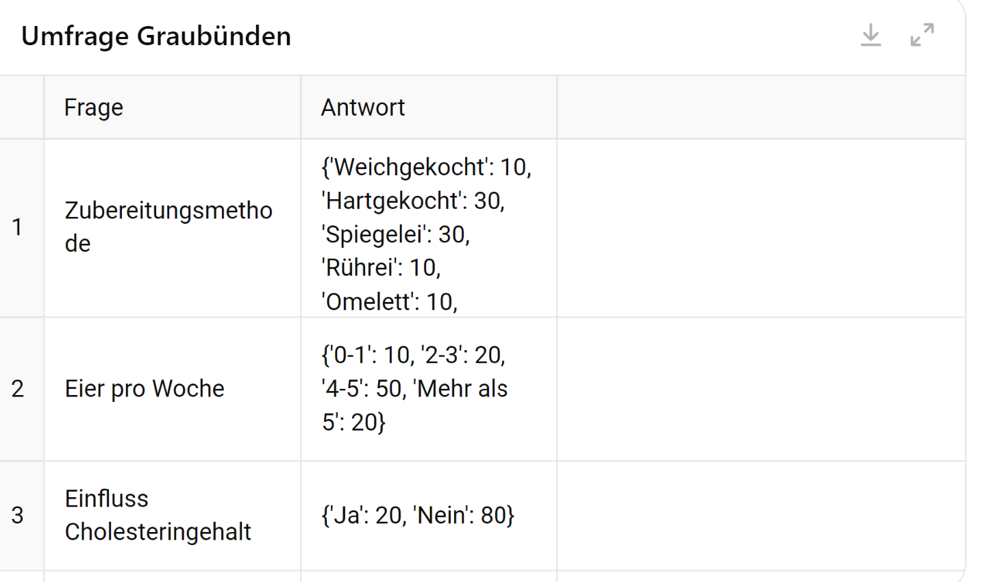 Umfrage Graubünden
Frage
Antwort
1
Zubereitungsmetho
de
{'Weichgekocht': 10,
'Hartgekocht': 30,
'Spiegelei': 30,
'Rührei': 10,
'Omelett': 10,
2
Eier pro Woche
{'0-1': 10, '2-3': 20,
'4-5': 50, 'Mehr als
5': 20}
3
Einfluss
Cholesteringehalt
{'Ja': 20, 'Nein': 80}